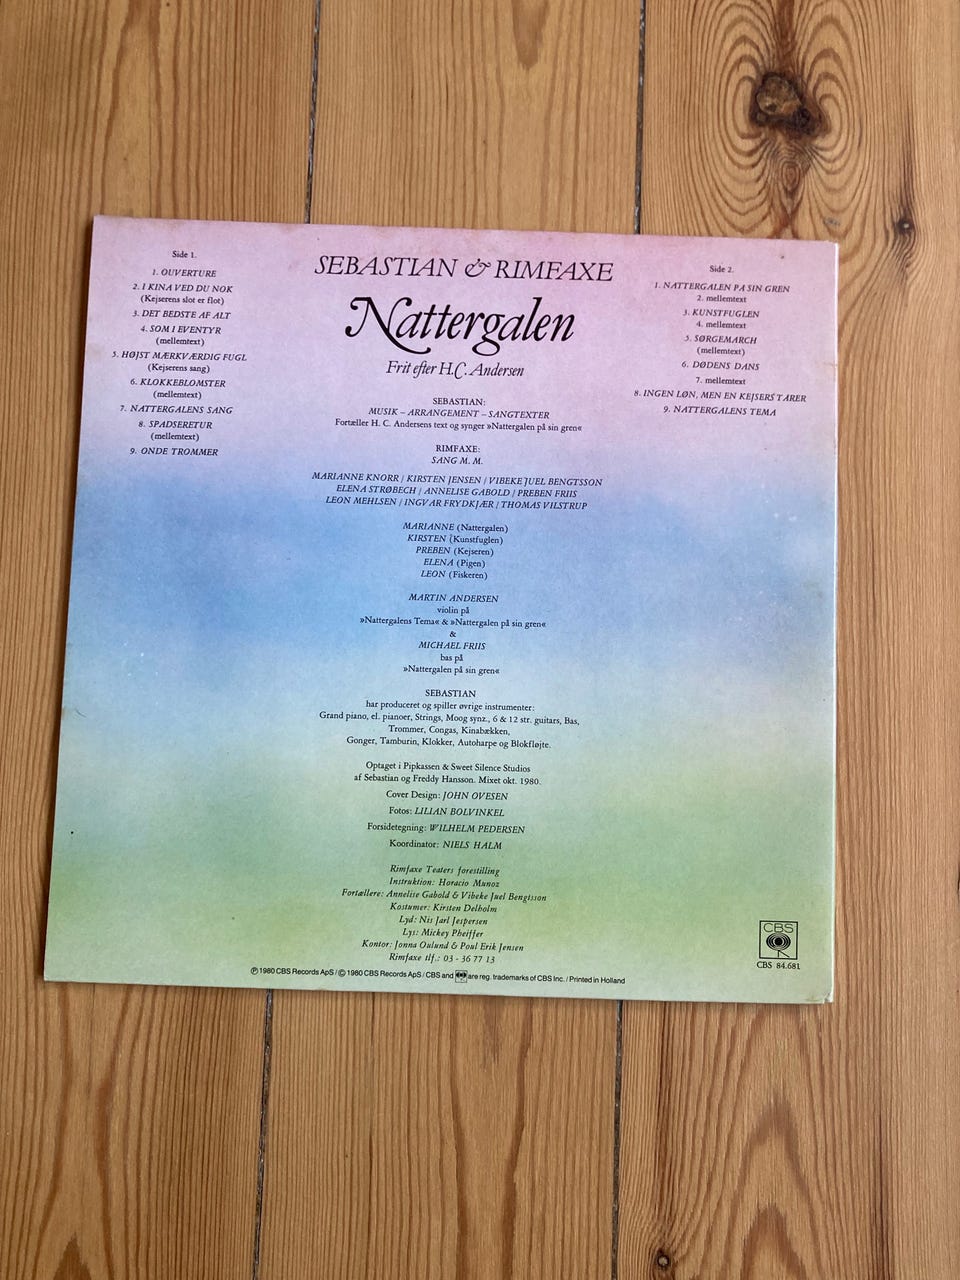 Side 1.
1. OUVERTURE
2. I KINA VED DU NOK
(Kejserens slot er flot)
3. DET BEDSTE AF ALT
4. SOM I EVENTYR
(mellemtext)
5. HØJST MÆRKVÆRDIG FUGL
(Kejserens sang)
6. KLOKKEBLOMSTER
(mellemtext)
7. NATTERGALENS SANG
8. SPADSERETUR
(mellemtext)
9. ONDE TROMMER
SEBASTIAN & RIMFAXE
Nattergalen
Frit efter H.C. Andersen
SEBASTIAN:
MUSIK – ARRANGEMENT – SANGTEXTER
Fortæller H. C. Andersens text og synger »Nattergalen på sin gren«
RIMFAXE:
SANG M. M.
MARIANNE KNORR / KIRSTEN JENSEN / VIBEKE JUEL BENGTSSON
ELENA STRØBECH / ANNELISE GABOLD / PREBEN FRIIS
LEON MEHLSEN / INGVAR FRYDKJÆR / THOMAS VILSTRUP
MARIANNE (Nattergalen)
KIRSTEN (Kunstfuglen)
PREBEN (Kejseren)
ELENA (Pigen)
LEON (Fiskeren)
MARTIN ANDERSEN
violin på
»Nattergalens Tema« & »Nattergalen på sin gren«
&
MICHAEL FRIIS
bas på
»Nattergalen på sin gren«
SEBASTIAN
har produceret og spiller øvrige instrumenter:
Grand piano, el. pianoer, Strings, Moog synz., 6 & 12 str. guitars, Bas,
Trommer, Congas, Kinabækken,
Gonger, Tamburin, Klokker, Autoharpe og Blokfløjte.
Optaget i Pipkassen & Sweet Silence Studios
af Sebastian og Freddy Hansson. Mixet okt. 1980.
Cover Design: JOHN OVESEN
Fotos: LILIAN BOLVINKEL
Forsidetegning: WILHELM PEDERSEN
Koordinator: NIELS HALM
Rimfaxe Teaters forestilling
Instruktion: Horacio Munoz
Fortællere: Annelise Gabold & Vibeke Juel Bengtsson
Kostumer: Kirsten Delholm
Lyd: Nis Jarl Jespersen
Lys: Mickey Pheiffer
Kontor: Jonna Oulund & Poul Erik Jensen
Rimfaxe tlf.: 03 - 36 77 13
℗ 1980 CBS Records ApS / © 1980 CBS Records ApS / CBS and are reg. trademarks of CBS Inc. / Printed in Holland
Side 2.
1. NATTERGALEN PA SIN GREN
2. mellemtext
3. KUNSTFUGLEN
4. mellemtext
5. SØRGEMARCH
(mellemtext)
6. DØDENS DANS
7. mellemtext
8. INGEN LØN, MEN EN KEJSERS TÅRER
9. NATTERGALENS TEMA
CBS
CBS 84.681